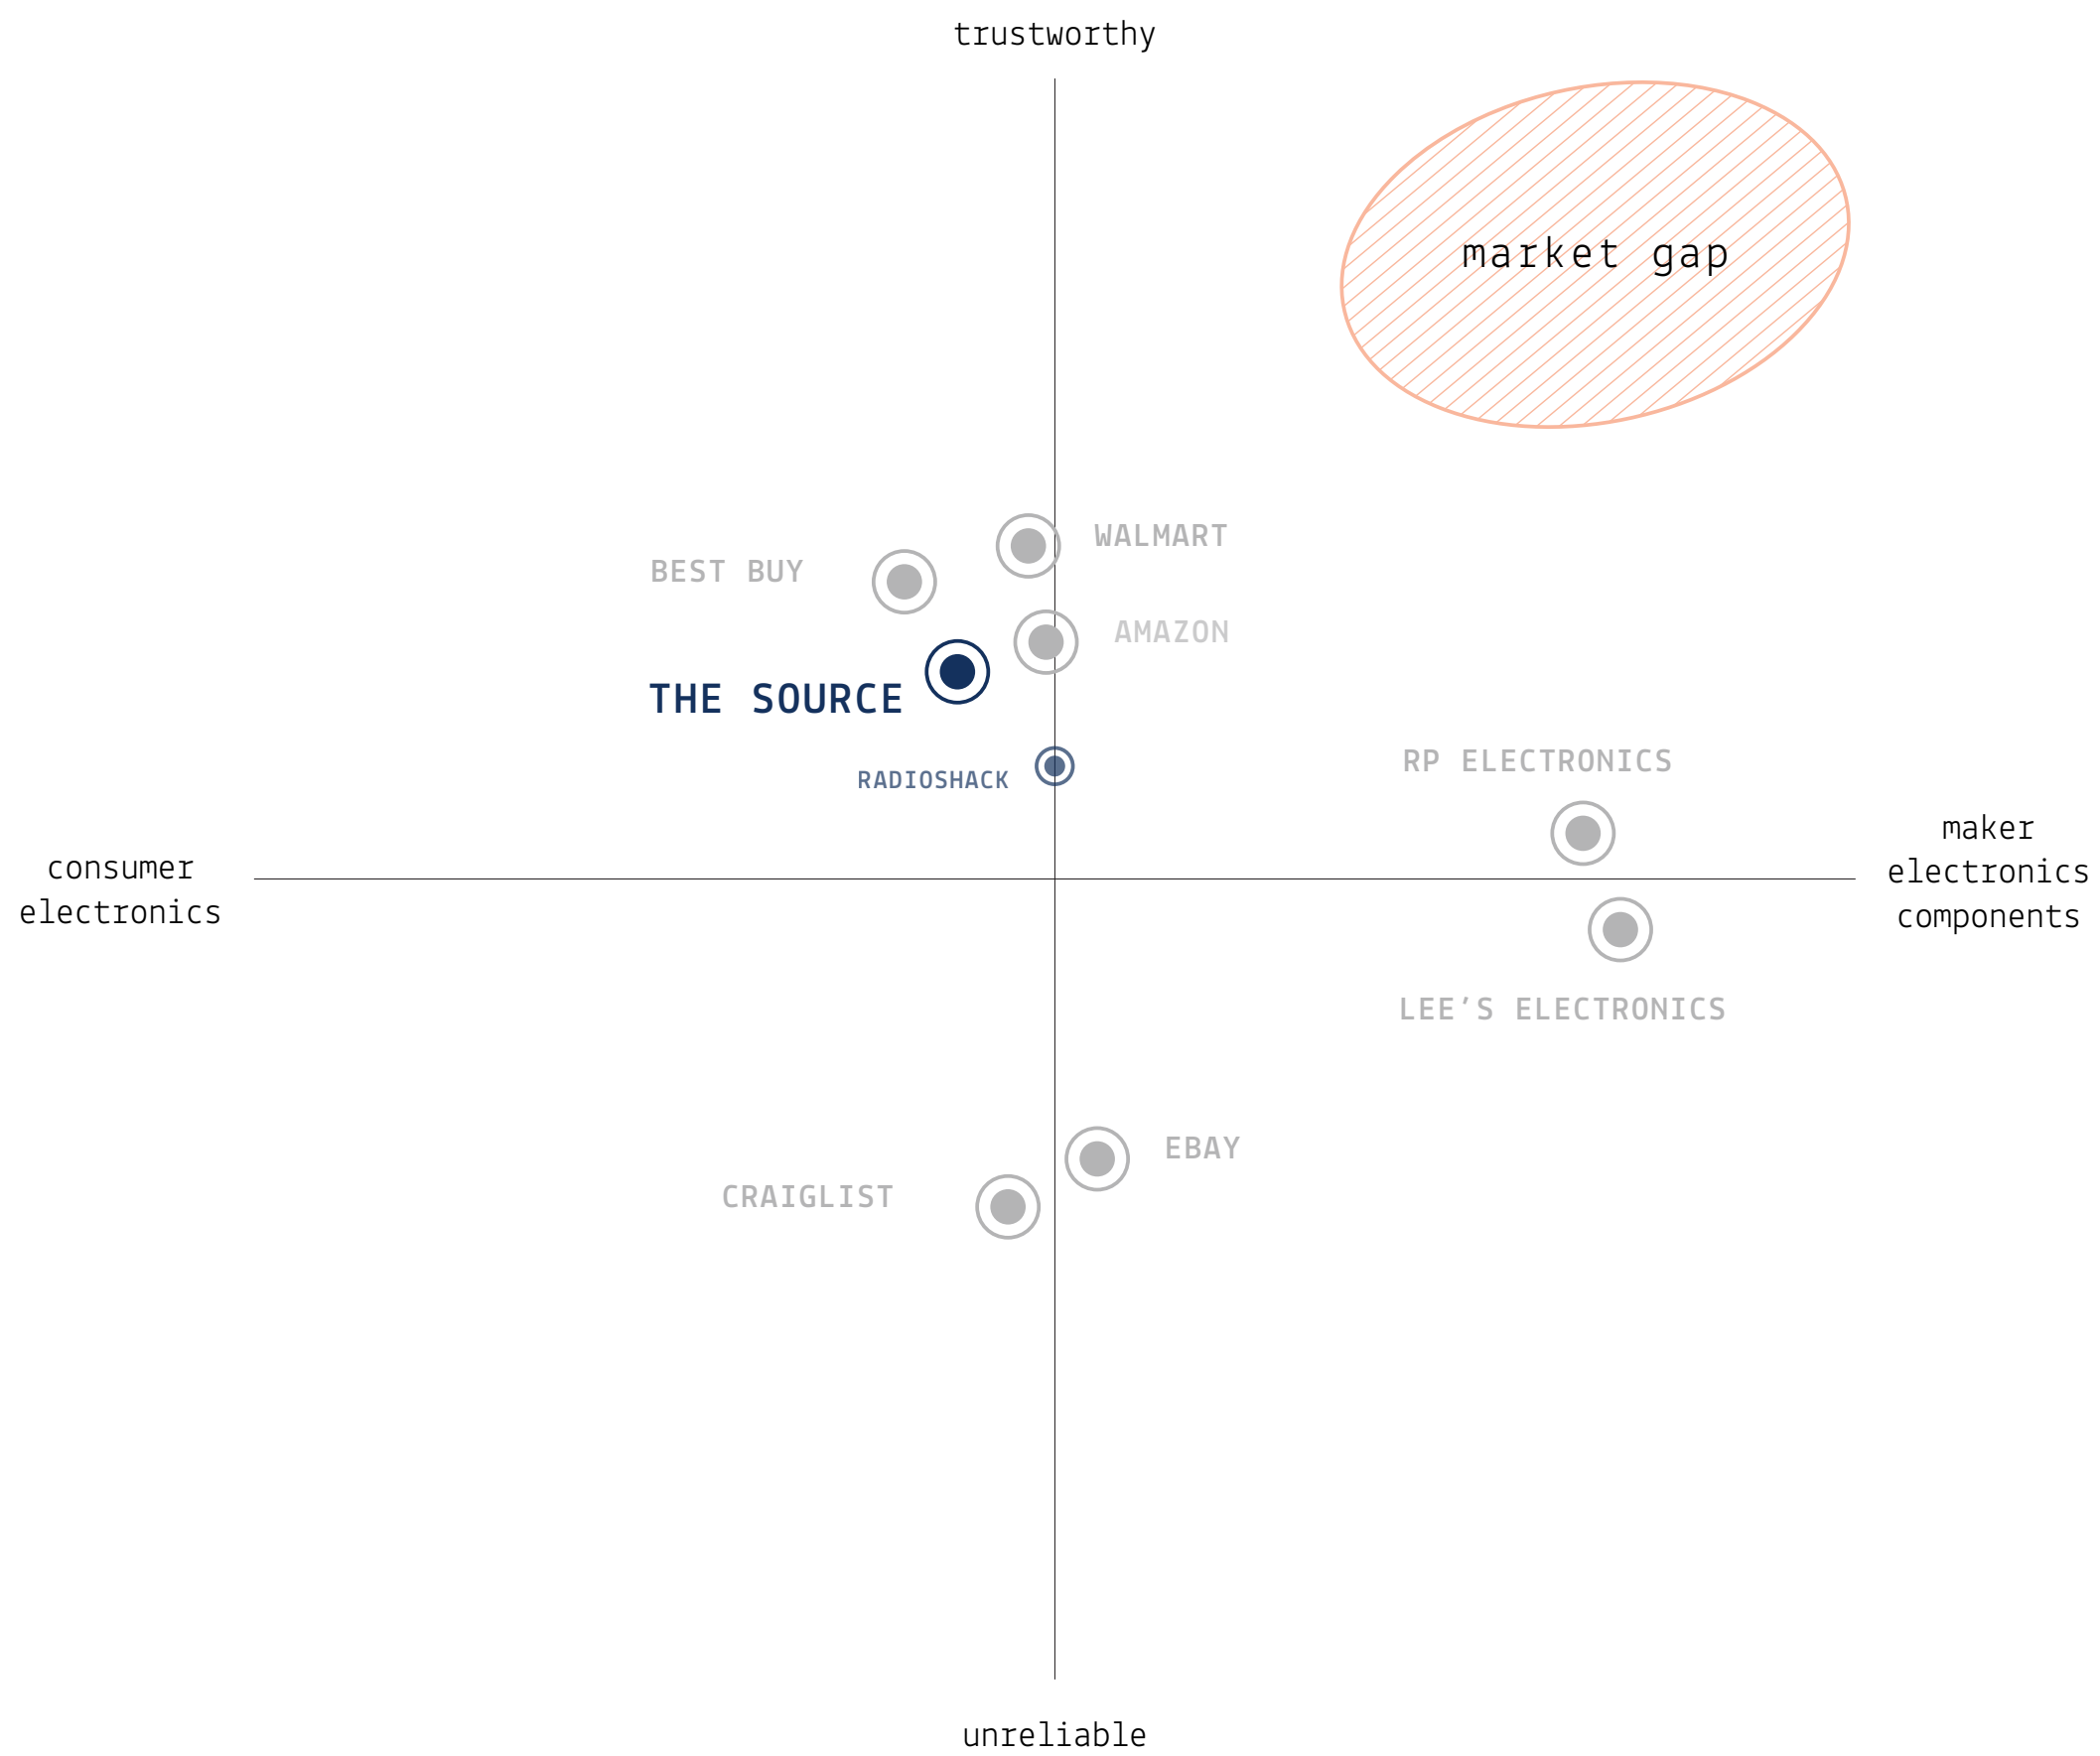 trustworthy
market gap
WALMART
BEST BUY
AMAZON
THE SOURCE
RADIOSHACK
RP ELECTRONICS
consumer
electronics
maker
electronics
components
LEE’S ELECTRONICS
EBAY
CRAIGLIST
unreliable